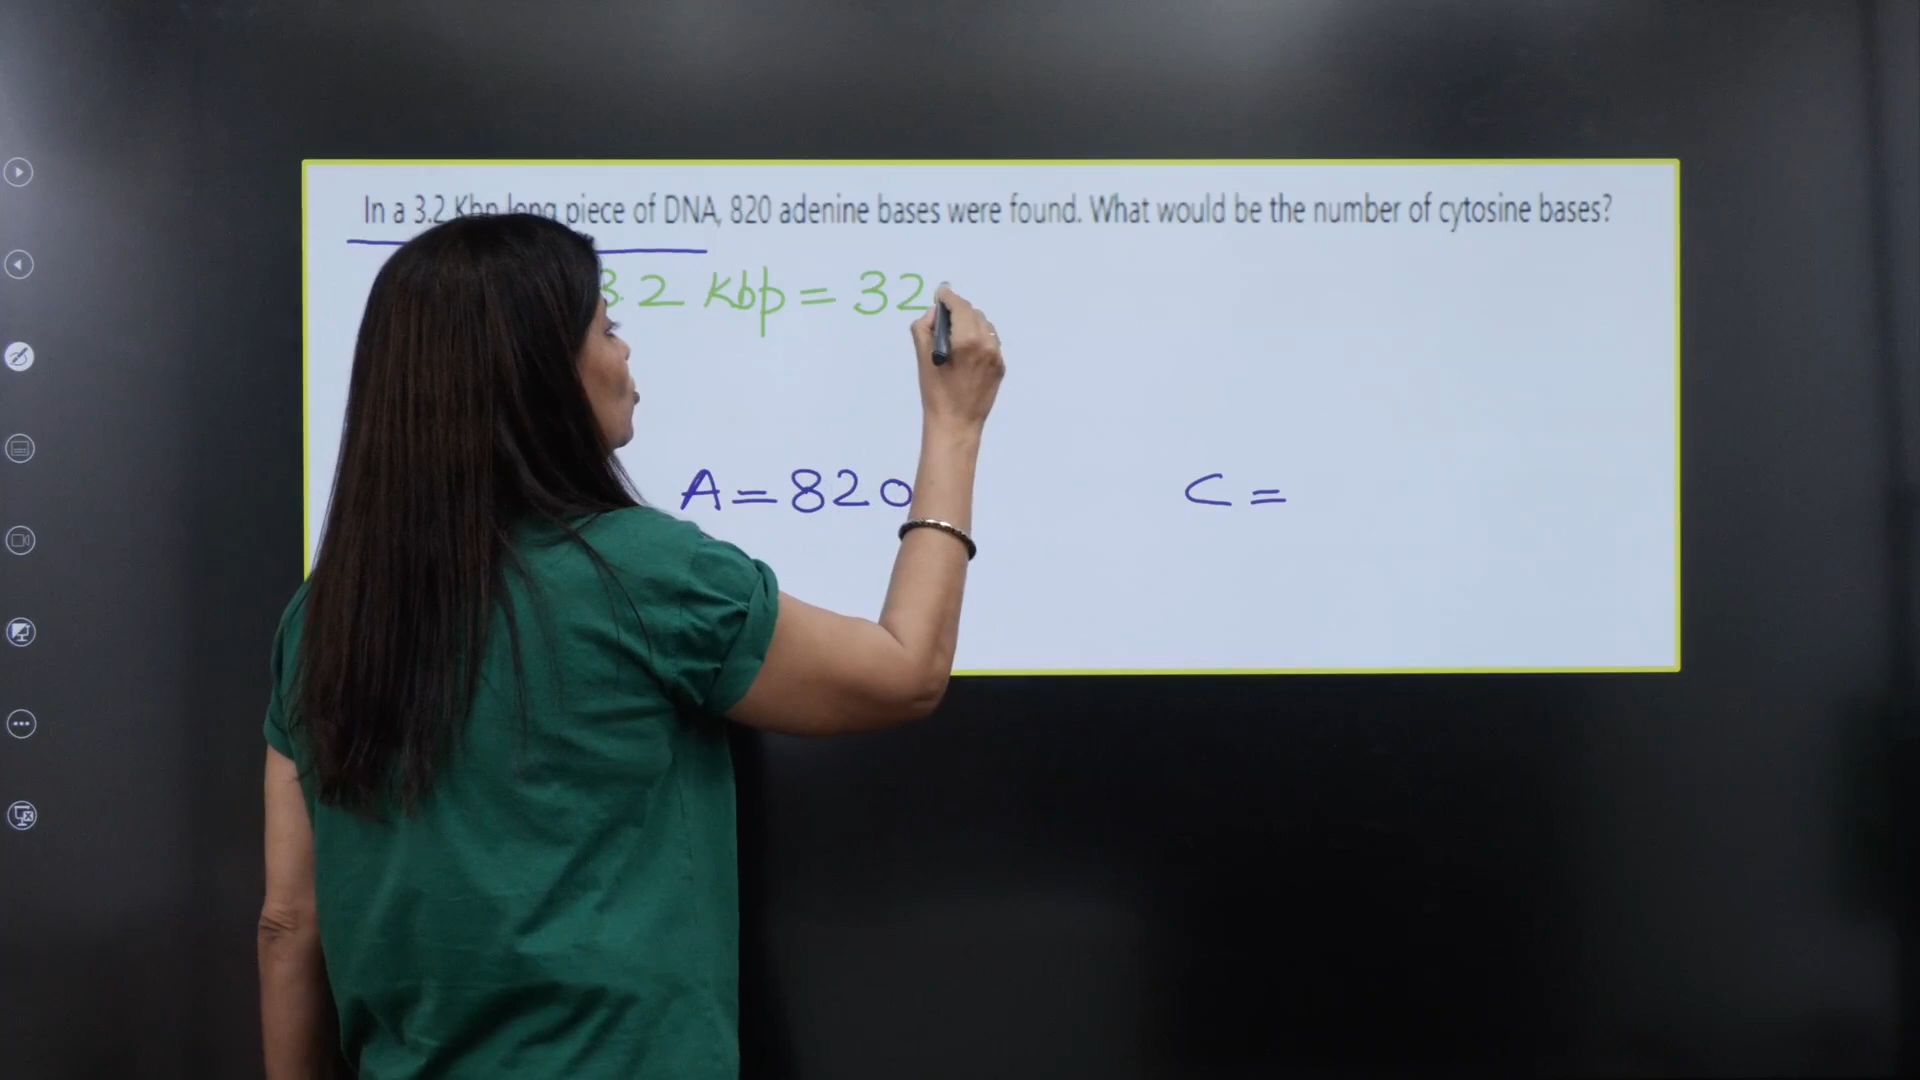 In a 3.2 Kbp long piece of DNA, 820 adenine bases were found. What would be the number of cytosine bases?
3.2 Kbp = 32
A = 820
C =